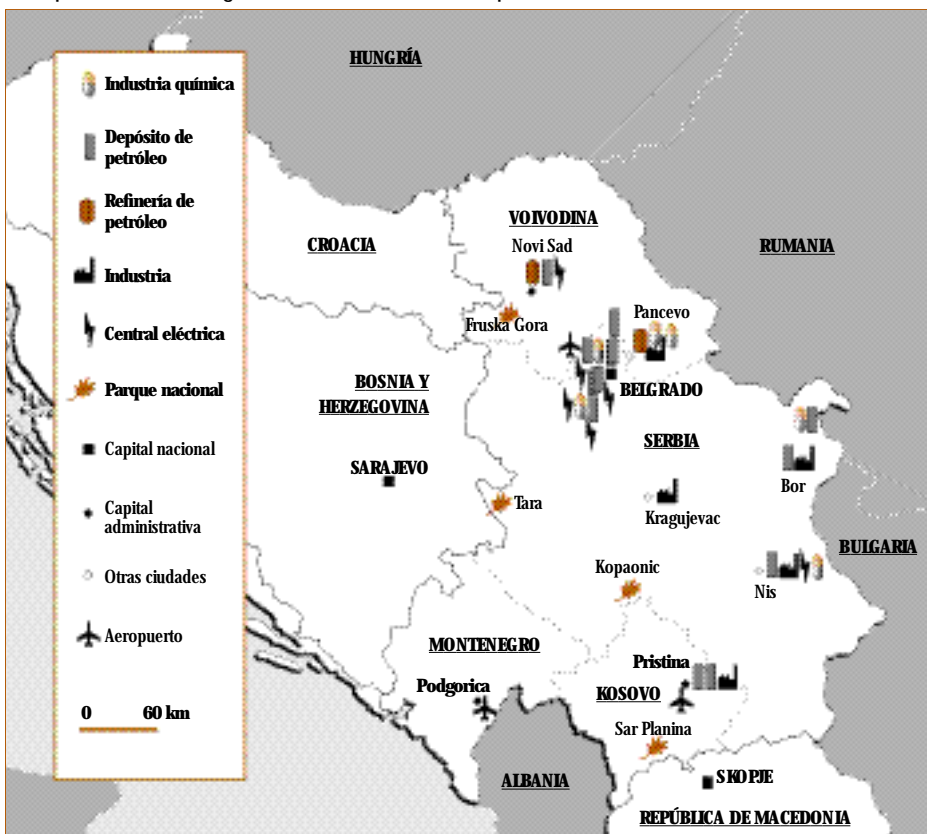 Industria química
Depósito de
petróleo
Refinería de
petróleo
Industria
Central eléctrica
Parque nacional
Capital nacional
Capital
administrativa
Otras ciudades
Aeropuerto
0 60 km
HUNGRÍA
VOIVODINA
CROACIA
Novi Sad
RUMANIA
Fruska Gora
Pancevo
BOSNIA Y
HERZEGOVINA
BELGRADO
SERBIA
SARAJEVO
Tara
Kragujevac
Bor
BULGARIA
Kopaonic
Nis
MONTENEGRO
Pristina
Podgorica
KOSOVO
Sar Planina
ALBANIA
SKOPJE
REPÚBLICA DE MACEDONIA